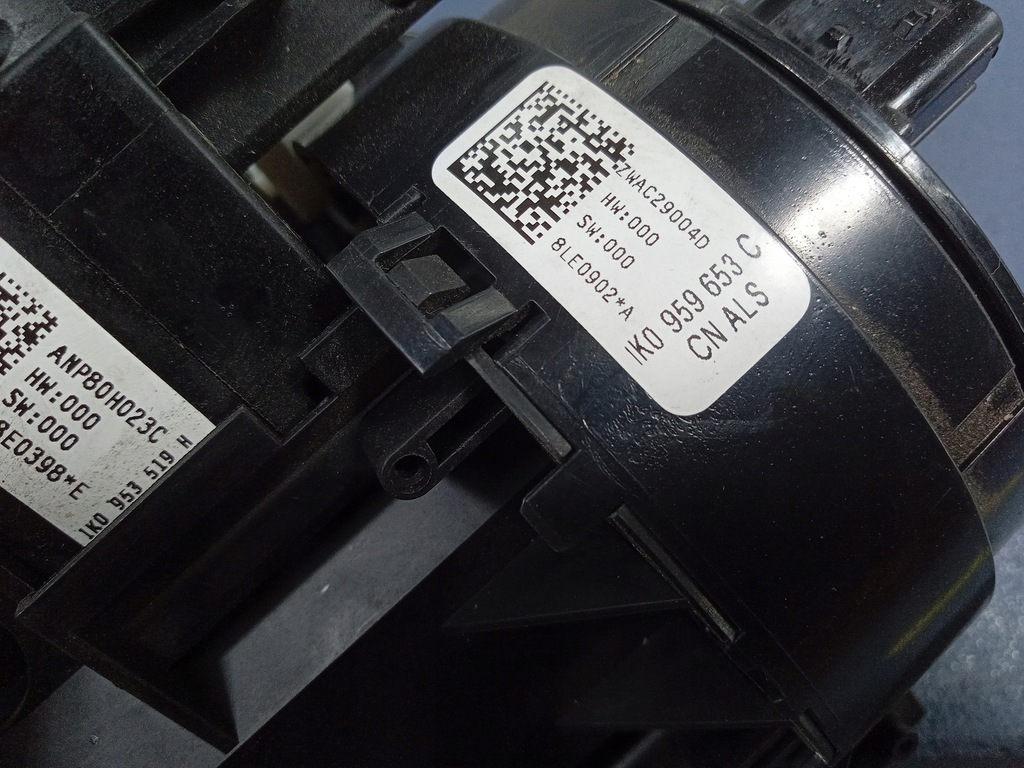 ZWAC29004D
HW:000
SW:000
8LE0902*A
1K0 959 653 C
CN ALS
ANP80H023C
HW:000
SW:000
8E0398*E
1K0 953 519 H